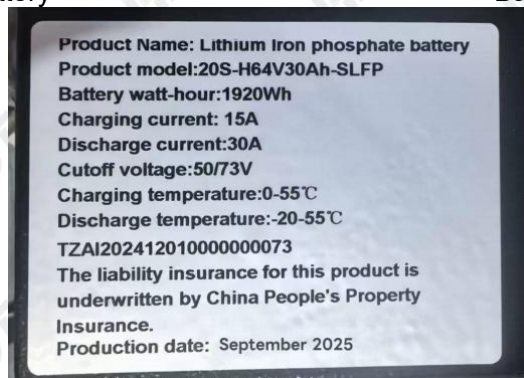 Product Name: Lithium Iron phosphate battery
Product model:20S-H64V30Ah-SLFP
Battery watt-hour:1920Wh
Charging current: 15A
Discharge current:30A
Cutoff voltage:50/73V
Charging temperature:0-55℃
Discharge temperature:-20-55℃
TZAI202412010000000073
The liability insurance for this product is
underwritten by China People's Property
Insurance.
Production date: September 2025